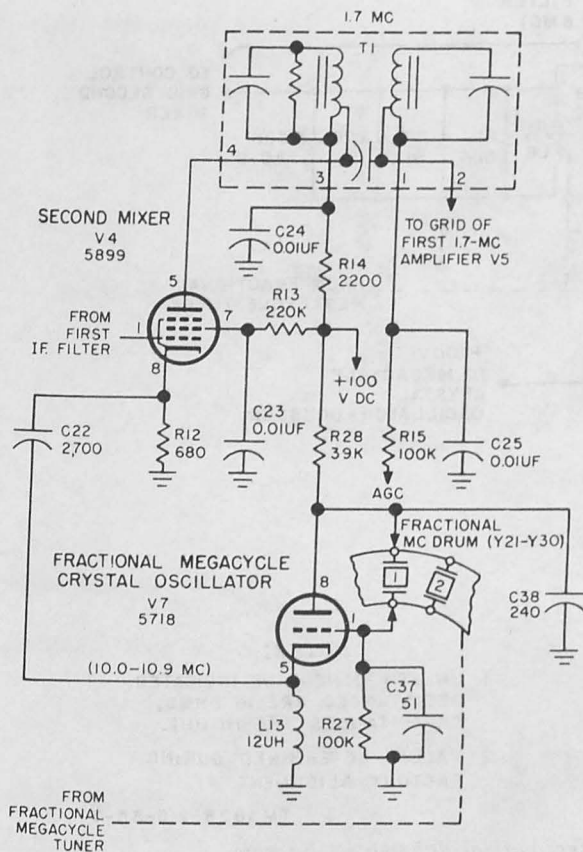 1.7 MC
T1
4
3
1
2
SECOND MIXER
V4
5899
C24
0.01UF
R14
2200
TO GRID OF
FIRST 1.7-MC
AMPLIFIER V5
5
R13
220K
FROM
FIRST
I.F. FILTER
1
7
8
+100
V DC
C22
2,700
R12
680
C23
0.01UF
R28
39K
R15
100K
C25
0.01UF
AGC
FRACTIONAL
MC DRUM (Y21-Y30)
FRACTIONAL MEGACYCLE
CRYSTAL OSCILLATOR
V7
5718
8
1
1
2
C38
240
(10.0-10.9 MC)
5
L13
12UH
R27
100K
C37
51
FROM
FRACTIONAL
MEGACYCLE
TUNER